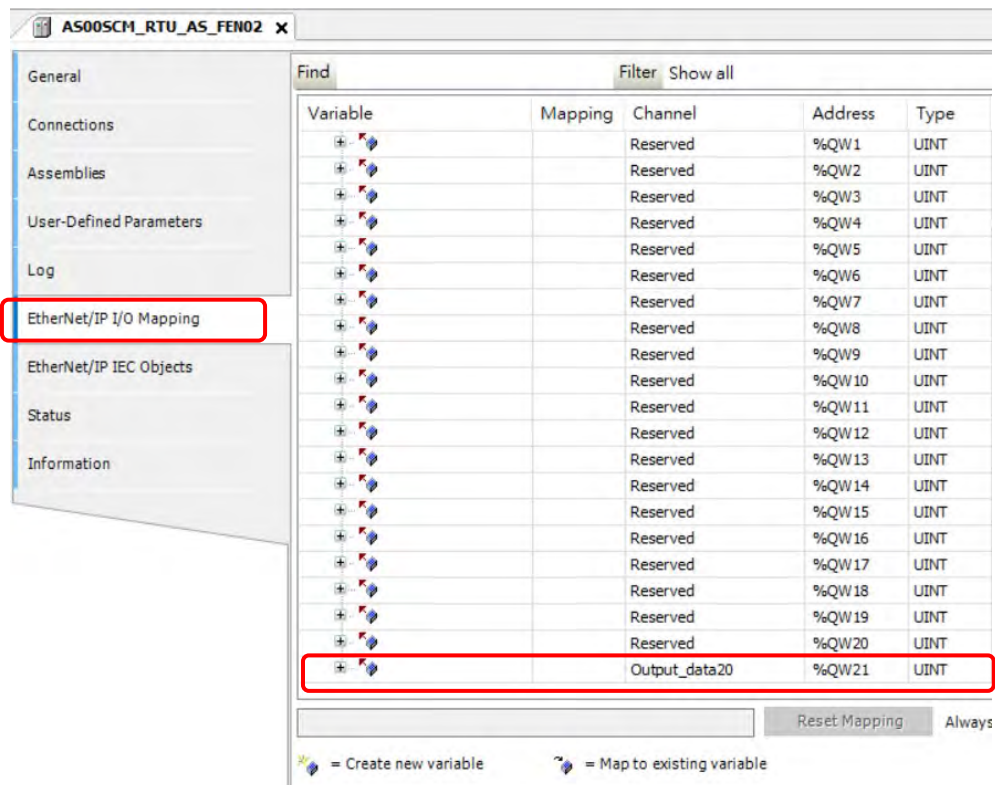 AS00SCM_RTU_AS_FEN02 X
General
Connections
Assemblies
User-Defined Parameters
Log
EtherNet/IP I/O Mapping
EtherNet/IP IEC Objects
Status
Information
Find Filter Show all
Variable Mapping Channel Address Type
Reserved %QW1 UINT
Reserved %QW2 UINT
Reserved %QW3 UINT
Reserved %QW4 UINT
Reserved %QW5 UINT
Reserved %QW6 UINT
Reserved %QW7 UINT
Reserved %QW8 UINT
Reserved %QW9 UINT
Reserved %QW10 UINT
Reserved %QW11 UINT
Reserved %QW12 UINT
Reserved %QW13 UINT
Reserved %QW14 UINT
Reserved %QW15 UINT
Reserved %QW16 UINT
Reserved %QW17 UINT
Reserved %QW18 UINT
Reserved %QW19 UINT
Reserved %QW20 UINT
Output_data20 %QW21 UINT
Reset Mapping Always
= Create new variable = Map to existing variable